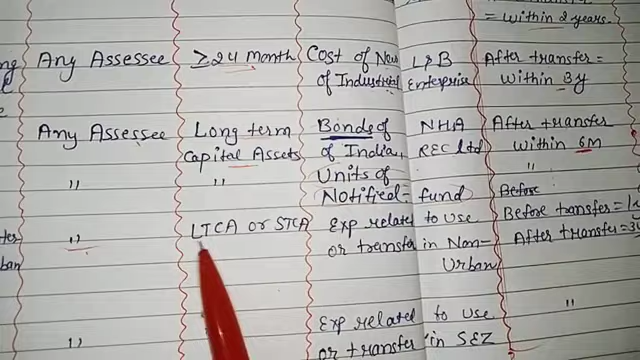 = within 2 years.
Any Assessee ≥24 month Cost of New L & B After transfer =
of Industrial Enterprise within 3y
Any Assessee Long term Bonds of NHA After transfer
Capital Assets of India, REC Ltd within 6M
" " Units of "
Notified = fund Before
" LTCA or STCA Exp related to use Before transfer =
or transfer in Non= After transfer =
Urban
Exp related to use "
" or transfer in SEZ